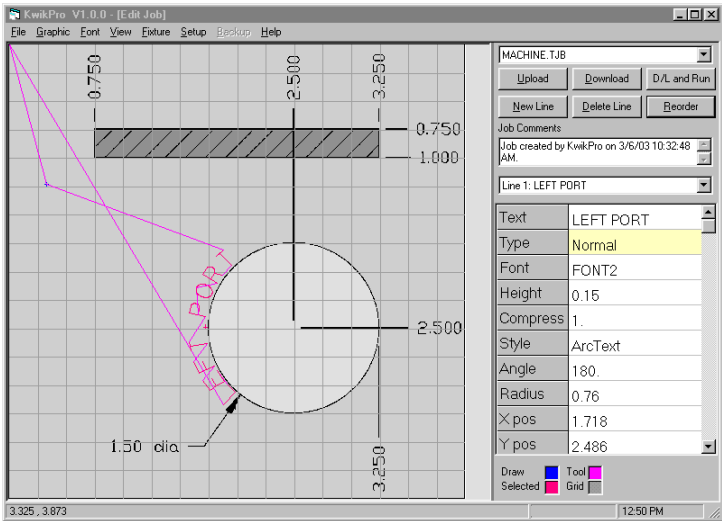 KwikPro V1.0.0 - [Edit Job]
File Graphic Font View Fixture Setup Backup Help
0.750
2.500
3.250
0.750
1.000
LEFT PORT
2.500
1.50 dia
3.250
MACHINE.TJB
Upload Download D/L and Run
New Line Delete Line Reorder
Job Comments
Job created by KwikPro on 3/6/03 10:32:48
AM.
Line 1: LEFT PORT
Text LEFT PORT
Type Normal
Font FONT2
Height 0.15
Compress 1.
Style ArcText
Angle 180.
Radius 0.76
X pos 1.718
Y pos 2.486
Draw Tool
Selected Grid
3.325 , 3.873 12:50 PM